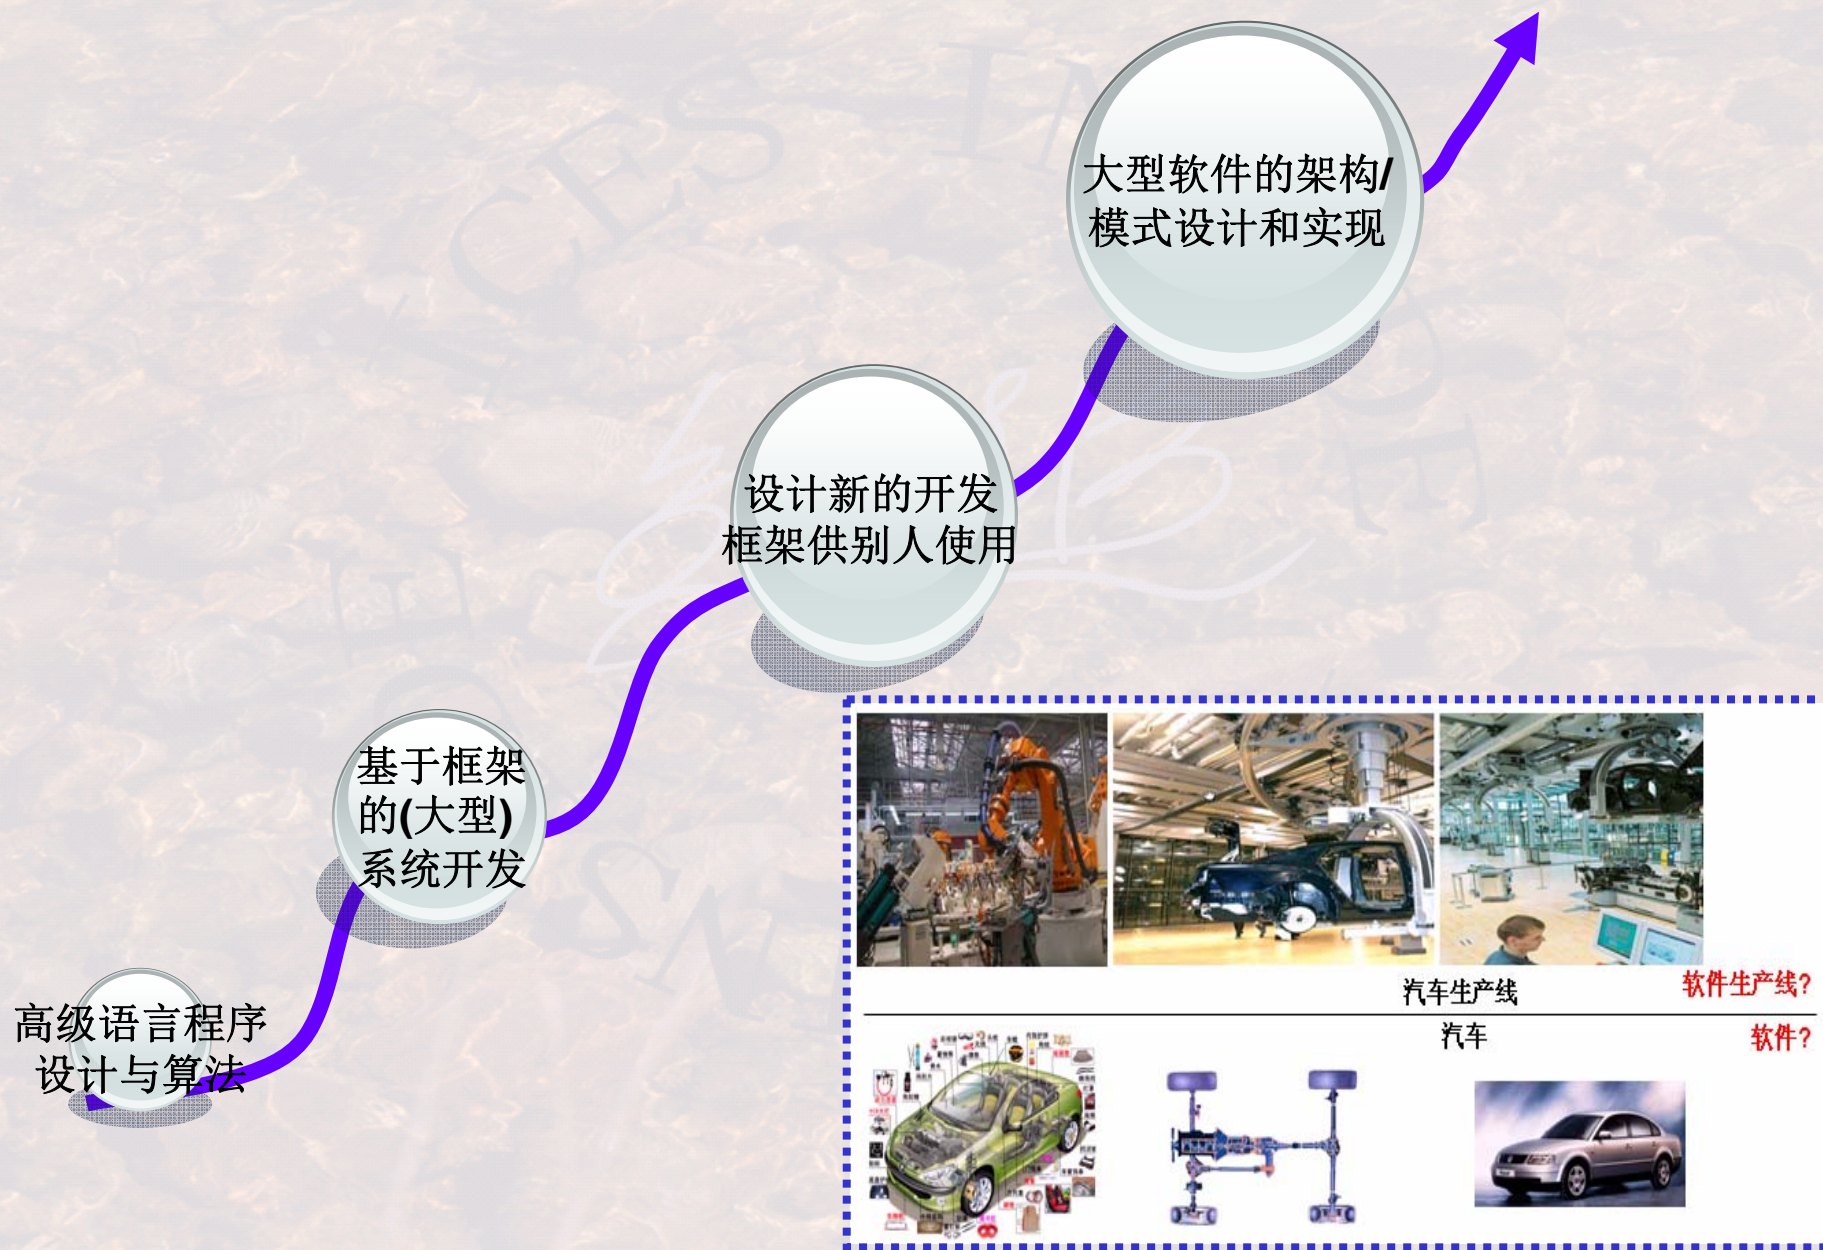 大型软件的架构/
模式设计和实现
设计新的开发
框架供别人使用
基于框架
的(大型)
系统开发
高级语言程序
设计与算法
汽车生产线
软件生产线?
汽车
软件?